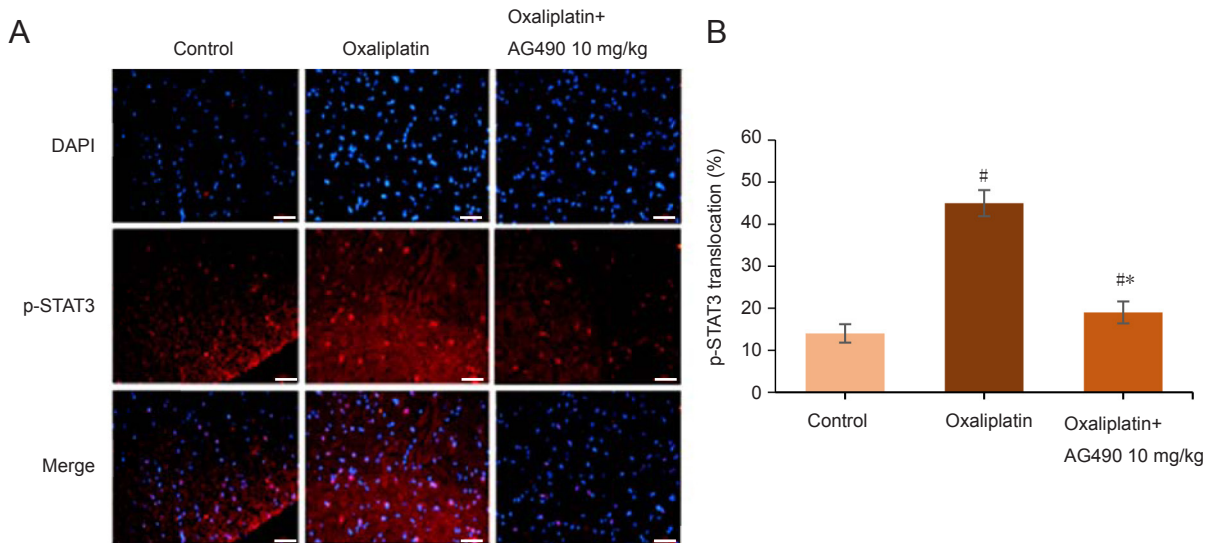 A
Control
Oxaliplatin
Oxaliplatin+
AG490 10 mg/kg
DAPI
p-STAT3
Merge
B
p-STAT3 translocation (%)
60
50
40
30
20
10
0
#
#*
Control
Oxaliplatin
Oxaliplatin+
AG490 10 mg/kg